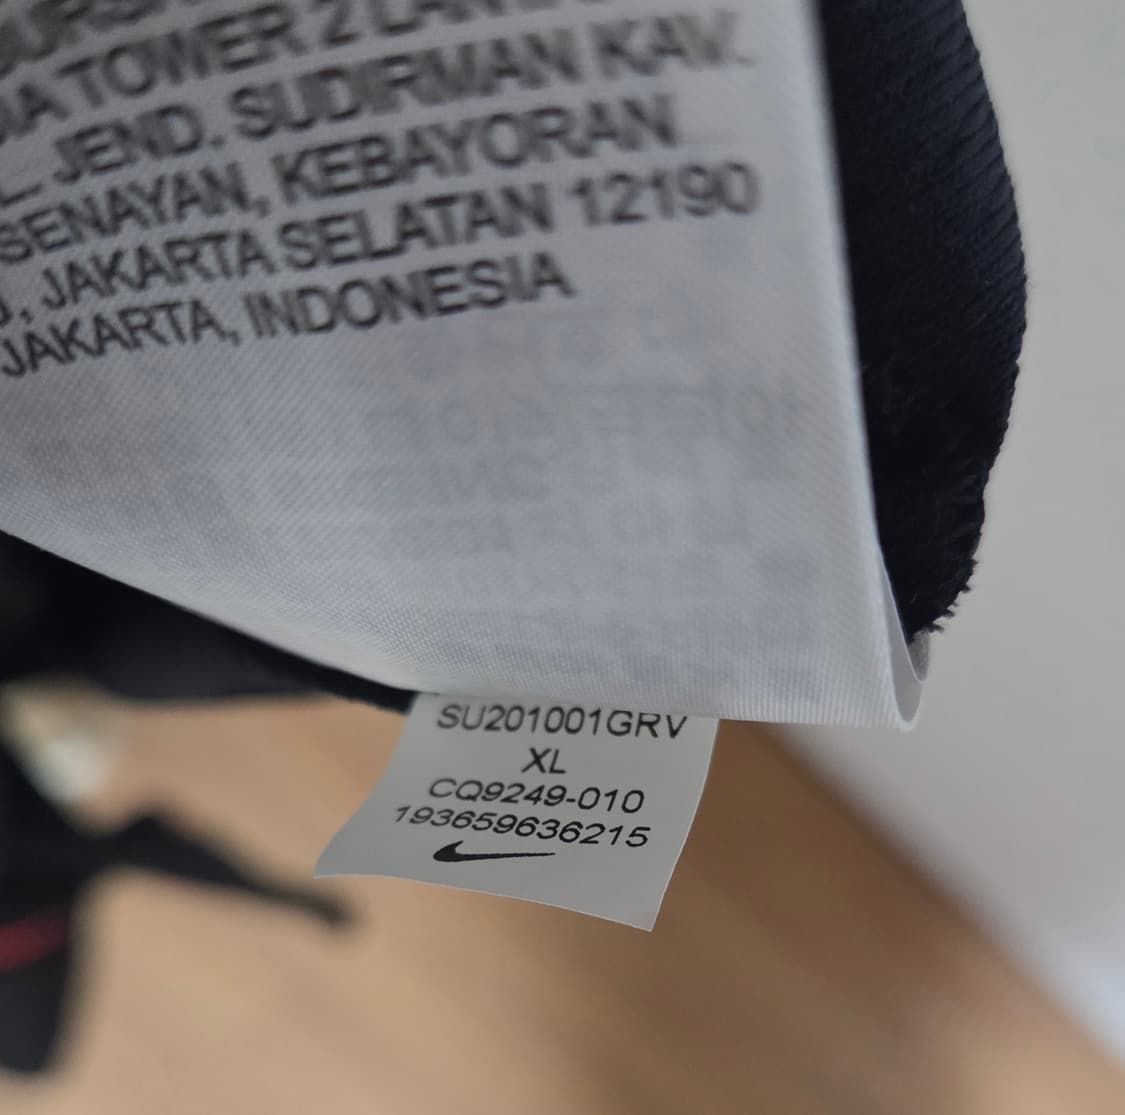 TOWER 2
JEND. SUDIRMAN KAV.
SENAYAN, KEBAYORAN
JAKARTA SELATAN 12190
JAKARTA, INDONESIA
SU201001GRV
XL
CQ9249-010
193659636215